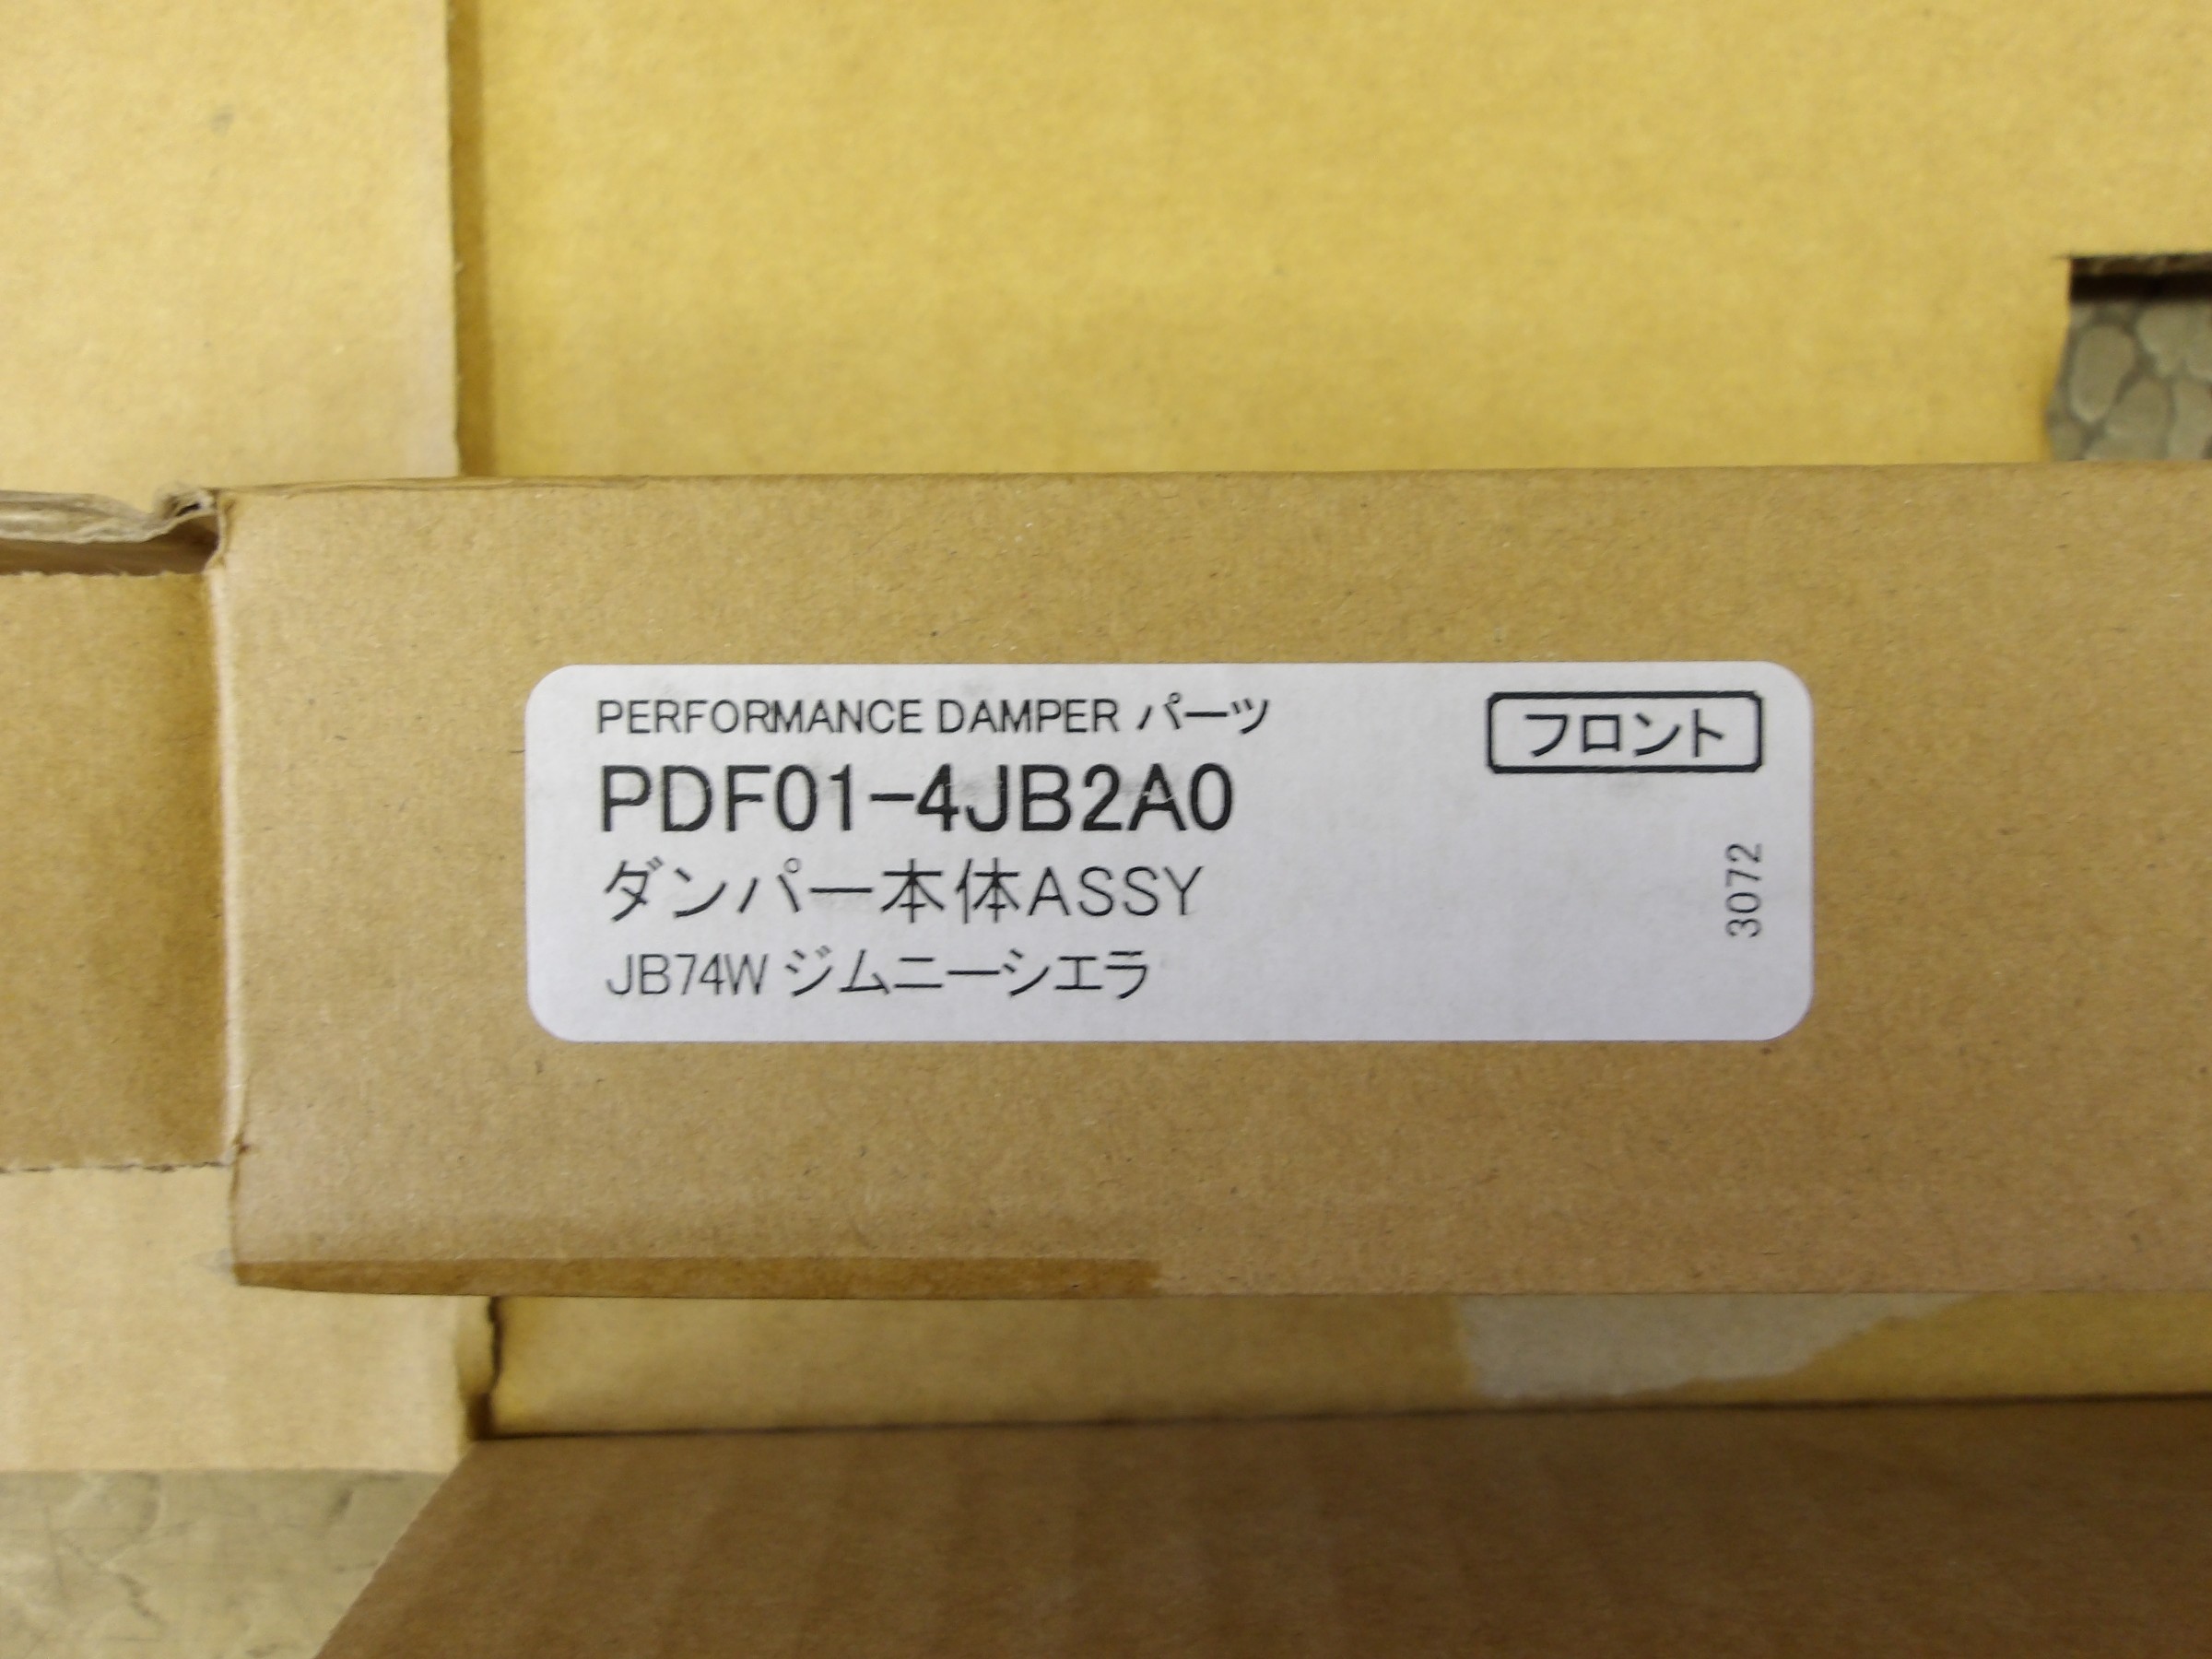 PERFORMANCE DAMPER パーツ
フロント
PDF01-4JB2A0
ダンパー本体ASSY
JB74W ジムニーシエラ
3072